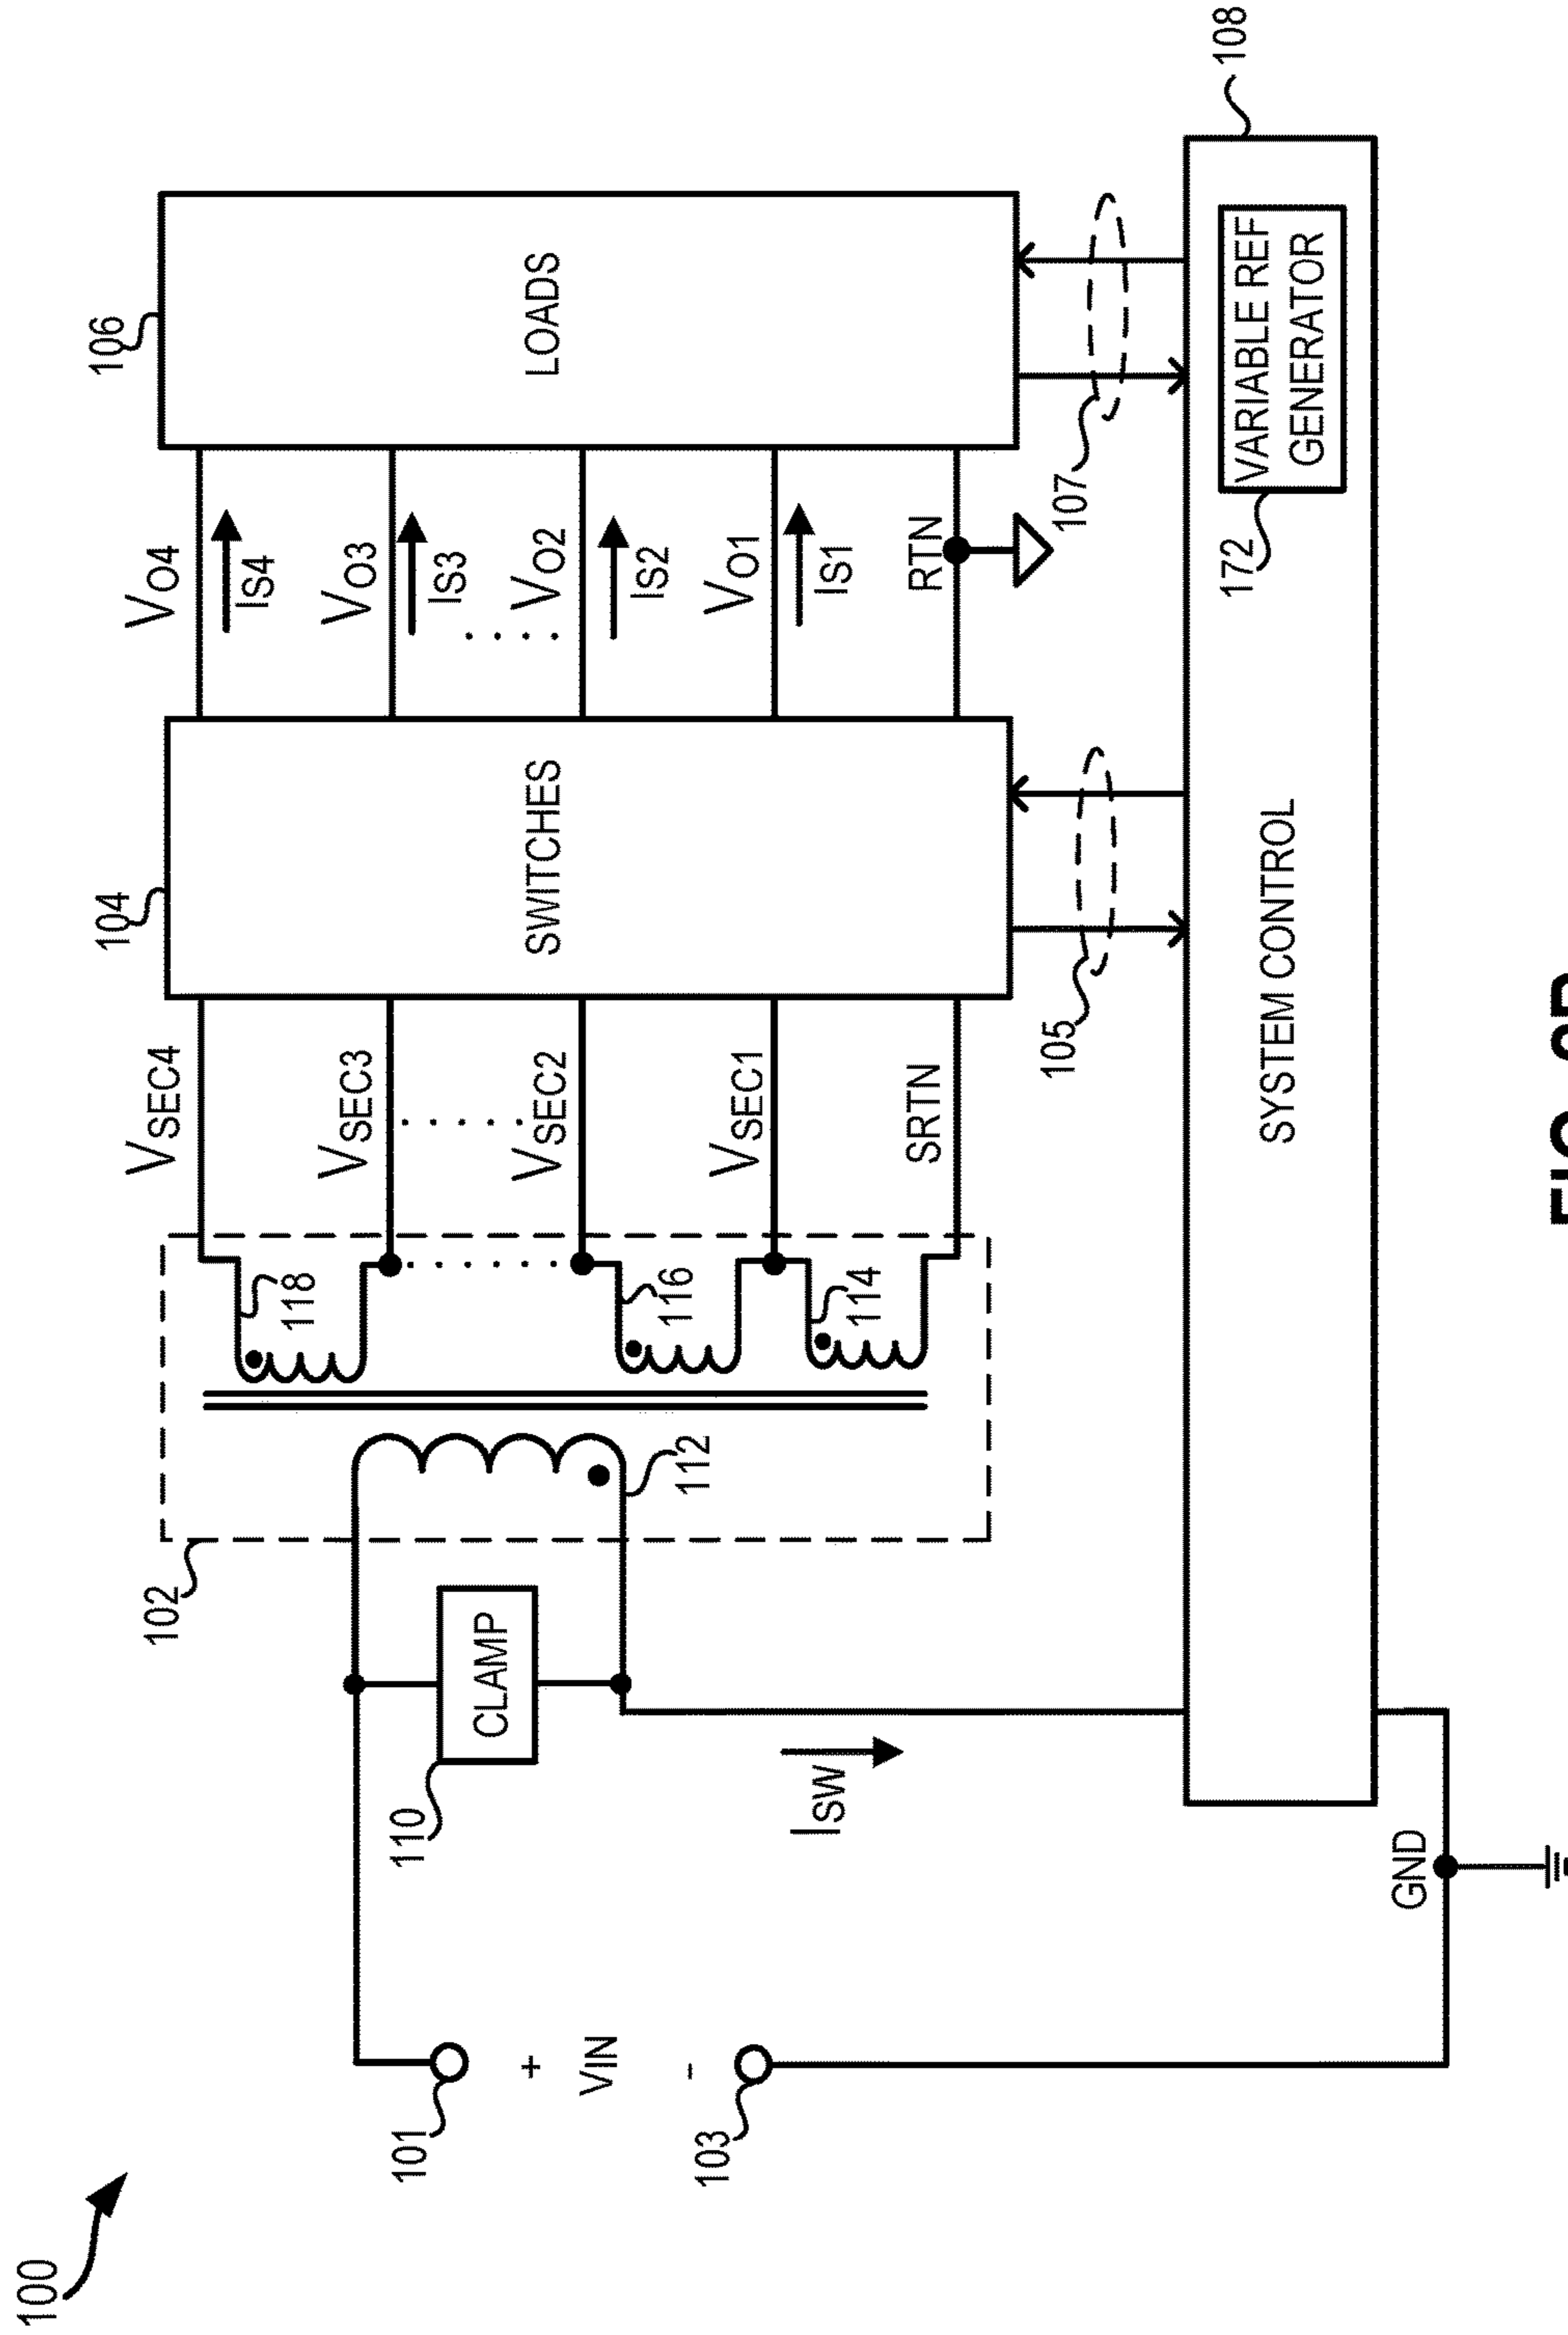 100
102
104
106
VSEC4
VO4
IS4
118
VSEC3
VO3
IS3
101
110
CLAMP
112
116
VSEC2
SWITCHES
VO2
LOADS
IS2
+
VIN
-
103
114
VSEC1
VO1
IS1
ISW
SRTN
RTN
105
107
172
108
SYSTEM CONTROL
VARIABLE REF
GENERATOR
GND